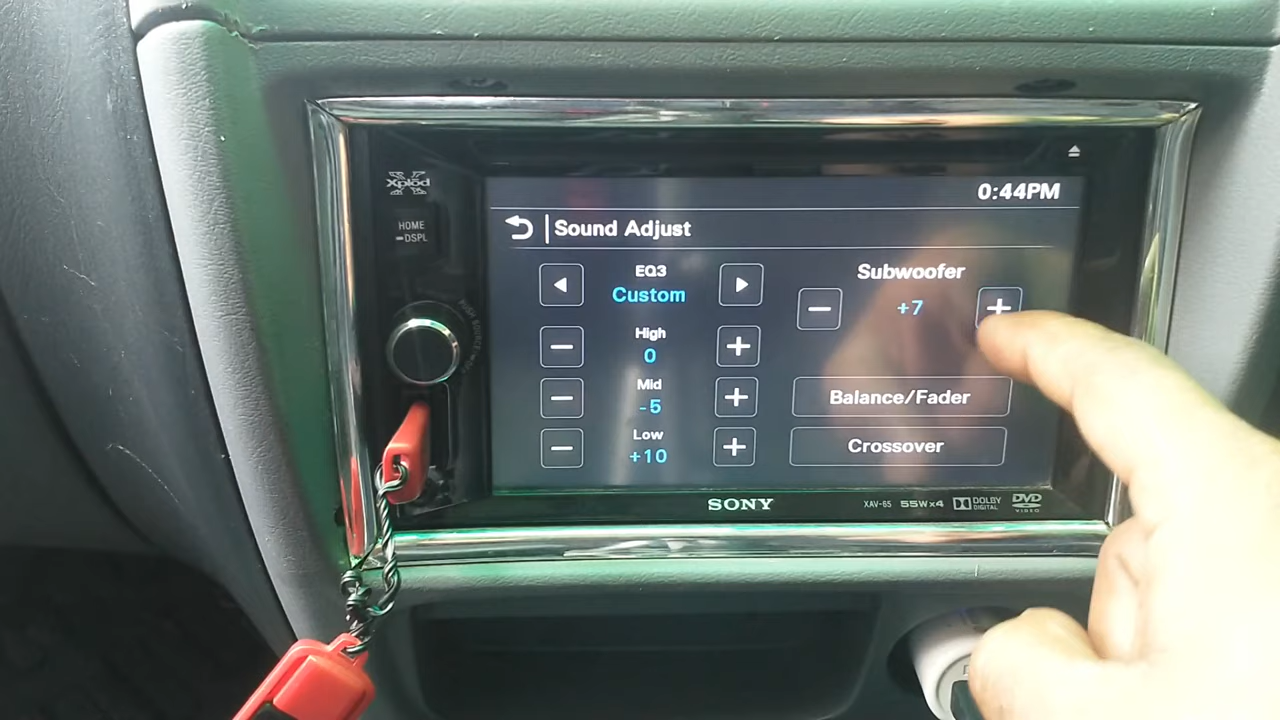 Xplod
HOME
DSPL
0:44PM
Sound Adjust
EQ3
Custom
High
0
Mid
-5
Low
+10
Subwoofer
+7
Balance/Fader
Crossover
SONY
XAV-65
55W×4
DOLBY
DIGITAL
DVD
VIDEO